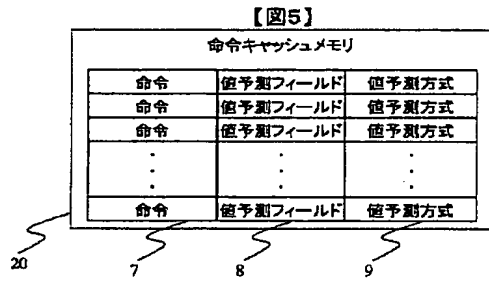 【図5】
命令キャッシュメモリ
命令 値予測フィールド 値予測方式
命令 値予測フィールド 値予測方式
命令 値予測フィールド 値予測方式
・ ・ ・
・ ・ ・
・ ・ ・
命令 値予測フィールド 値予測方式
20 7 8 9